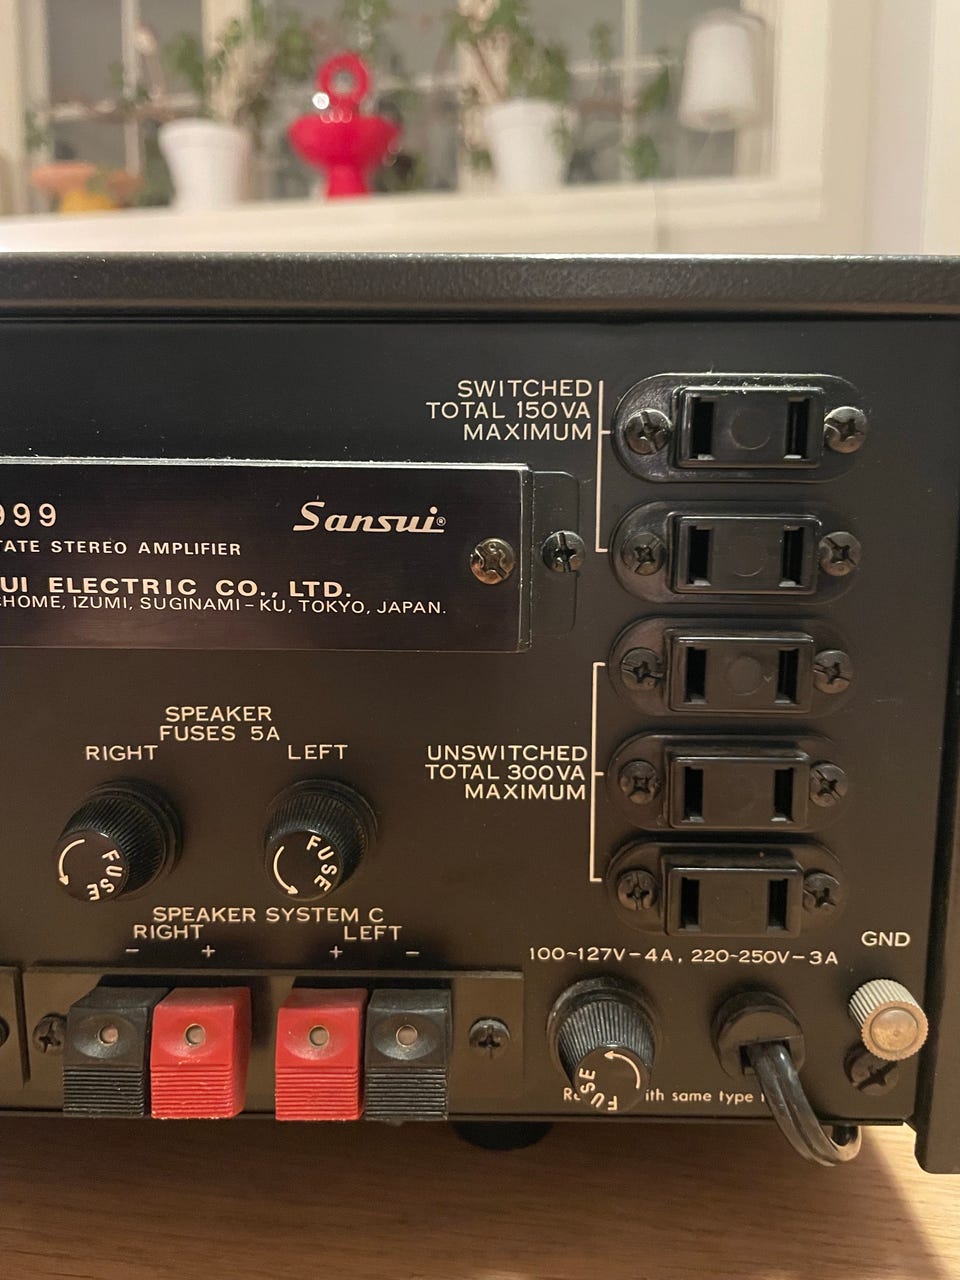 SWITCHED
TOTAL 150VA
MAXIMUM
999
Sansui®
TATE STEREO AMPLIFIER
UI ELECTRIC CO., LTD.
CHOME, IZUMI, SUGINAMI-KU, TOKYO, JAPAN.
SPEAKER
FUSES 5A
RIGHT LEFT
UNSWITCHED
TOTAL 300VA
MAXIMUM
FUSE FUSE
SPEAKER SYSTEM C
RIGHT LEFT
- + + -
100~127V-4A, 220~250V-3A
GND
FUSE
with same type